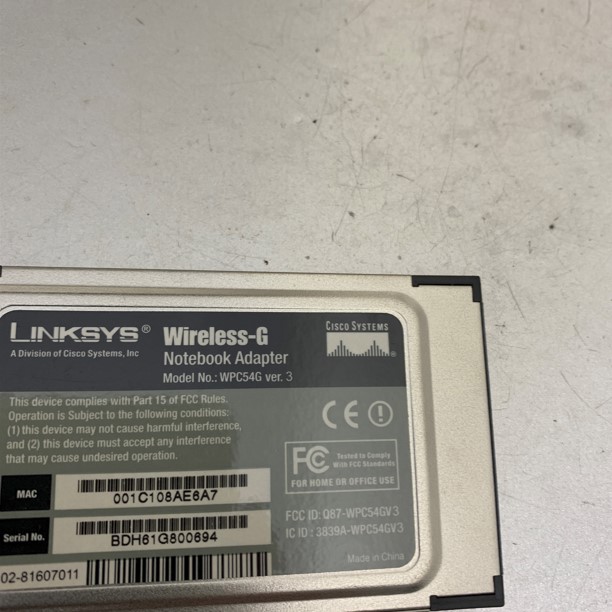 LINKSYS®
A Division of Cisco Systems, Inc
Wireless-G
Notebook Adapter
Model No.: WPC54G ver. 3
CISCO SYSTEMS
®
This device complies with Part 15 of FCC Rules.
Operation is Subject to the following conditions:
(1) this device may not cause harmful interference,
and (2) this device must accept any interference
that may cause undesired operation.
CE
FC Tested to Comply
With FCC Standards
FOR HOME OR OFFICE USE
MAC
001C108AE6A7
FCC ID: Q87-WPC54GV3
IC ID : 3839A-WPC54GV3
Serial No.
BDH61G800694
Made in China
02-81607011